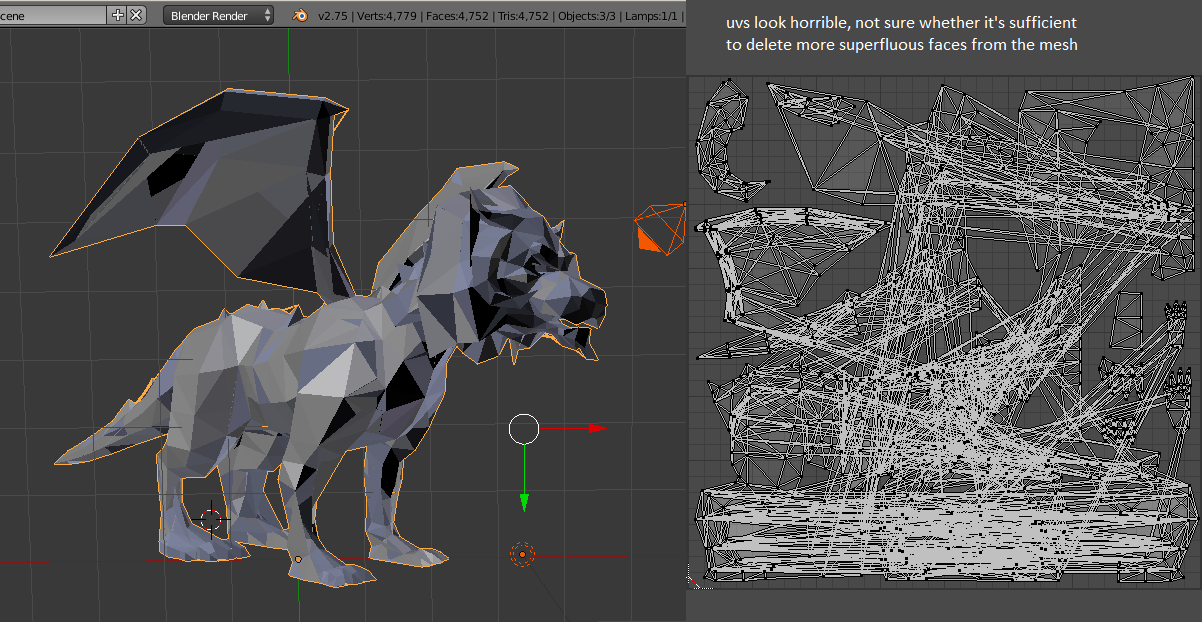 cene
Blender Render
v2.75 | Verts:4,779 | Faces:4,752 | Tris:4,752 | Objects:3/3 | Lamps:1/1 |
uvs look horrible, not sure whether it's sufficient
to delete more superfluous faces from the mesh